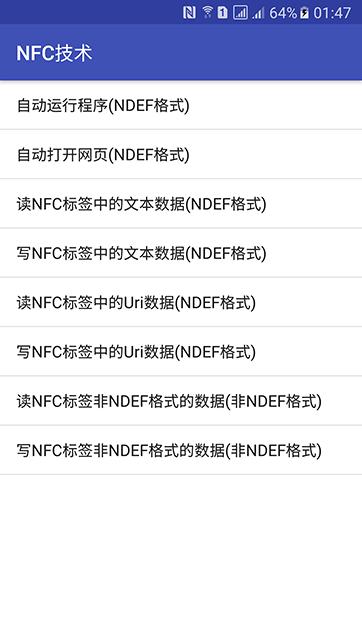 64% 01:47
NFC技术
自动运行程序(NDEF格式)
自动打开网页(NDEF格式)
读NFC标签中的文本数据(NDEF格式)
写NFC标签中的文本数据(NDEF格式)
读NFC标签中的Uri数据(NDEF格式)
写NFC标签中的Uri数据(NDEF格式)
读NFC标签非NDEF格式的数据(非NDEF格式)
写NFC标签非NDEF格式的数据(非NDEF格式)